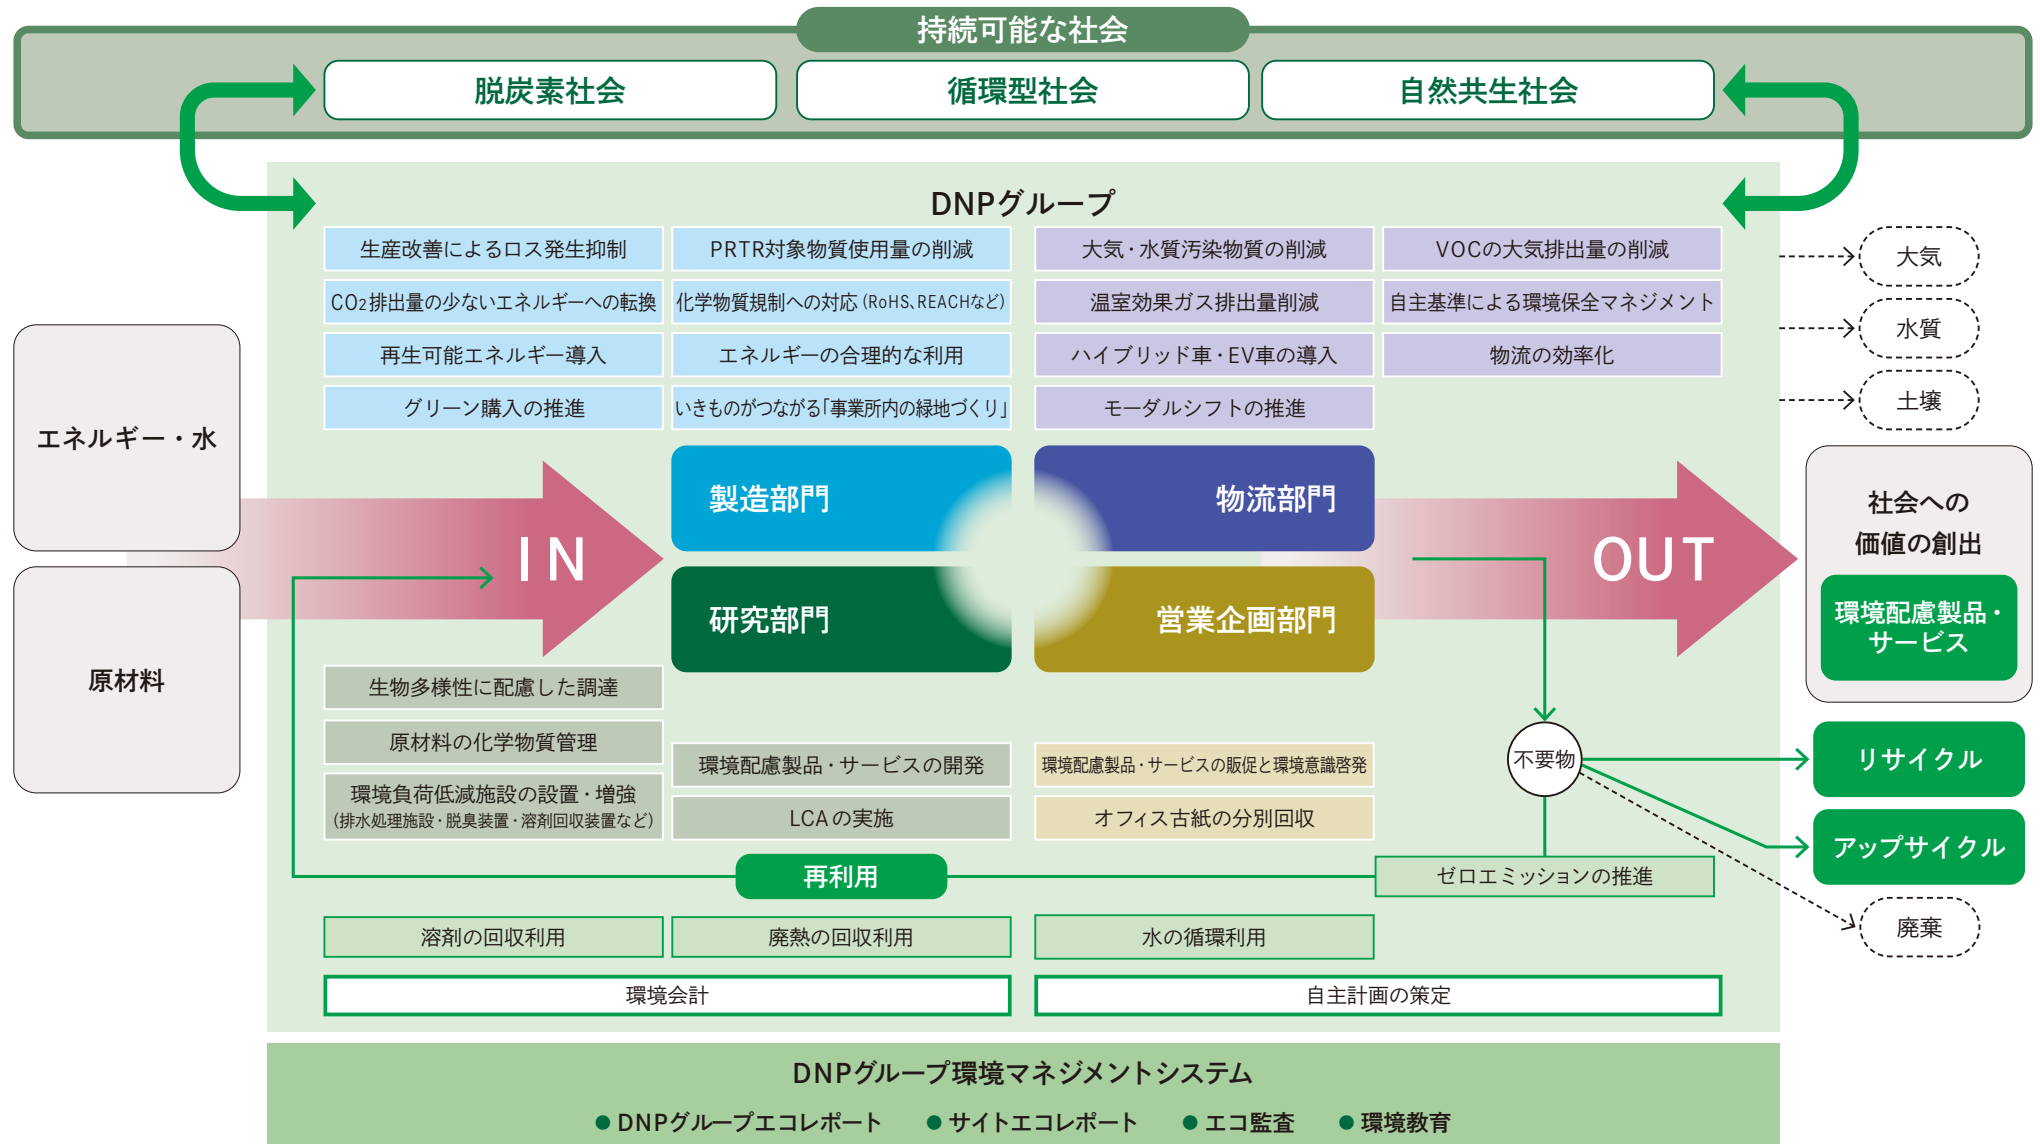 持続可能な社会
脱炭素社会
循環型社会
自然共生社会
DNPグループ
生産改善によるロス発生抑制
PRTR対象物質使用量の削減
大気・水質汚染物質の削減
VOCの大気排出量の削減
CO2排出量の少ないエネルギーへの転換
化学物質規制への対応（RoHS、REACHなど）
温室効果ガス排出量削減
自主基準による環境保全マネジメント
再生可能エネルギー導入
エネルギーの合理的な利用
ハイブリッド車・EV車の導入
物流の効率化
グリーン購入の推進
いきものがつながる「事業所内の緑地づくり」
モーダルシフトの推進
大気
水質
土壌
エネルギー・水
原材料
IN
製造部門
物流部門
研究部門
営業企画部門
OUT
社会への
価値の創出
環境配慮製品・
サービス
生物多様性に配慮した調達
原材料の化学物質管理
環境負荷低減施設の設置・増強
（排水処理施設・脱臭装置・溶剤回収装置など）
環境配慮製品・サービスの開発
LCAの実施
環境配慮製品・サービスの販促と環境意識啓発
オフィス古紙の分別回収
不要物
リサイクル
アップサイクル
廃棄
再利用
ゼロエミッションの推進
溶剤の回収利用
廃熱の回収利用
水の循環利用
環境会計
自主計画の策定
DNPグループ環境マネジメントシステム
●DNPグループエコレポート ●サイトエコレポート ●エコ監査 ●環境教育